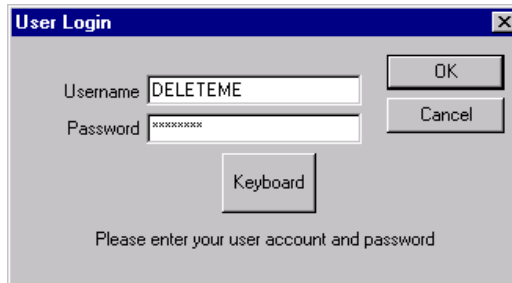 User Login
OK
Username DELETEME
Cancel
Password ********
Keyboard
Please enter your user account and password